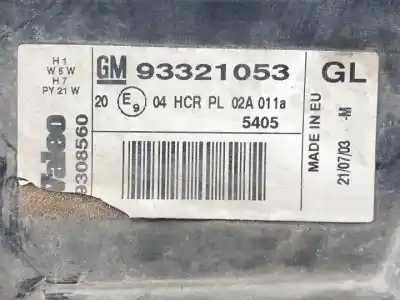 H1
W5W
H7
PY 21 W
GM 93321053 GL
20 E9 04 HCR PL 02A 011a
5405
valeo
9308560
MADE IN EU
21/07/03 -M